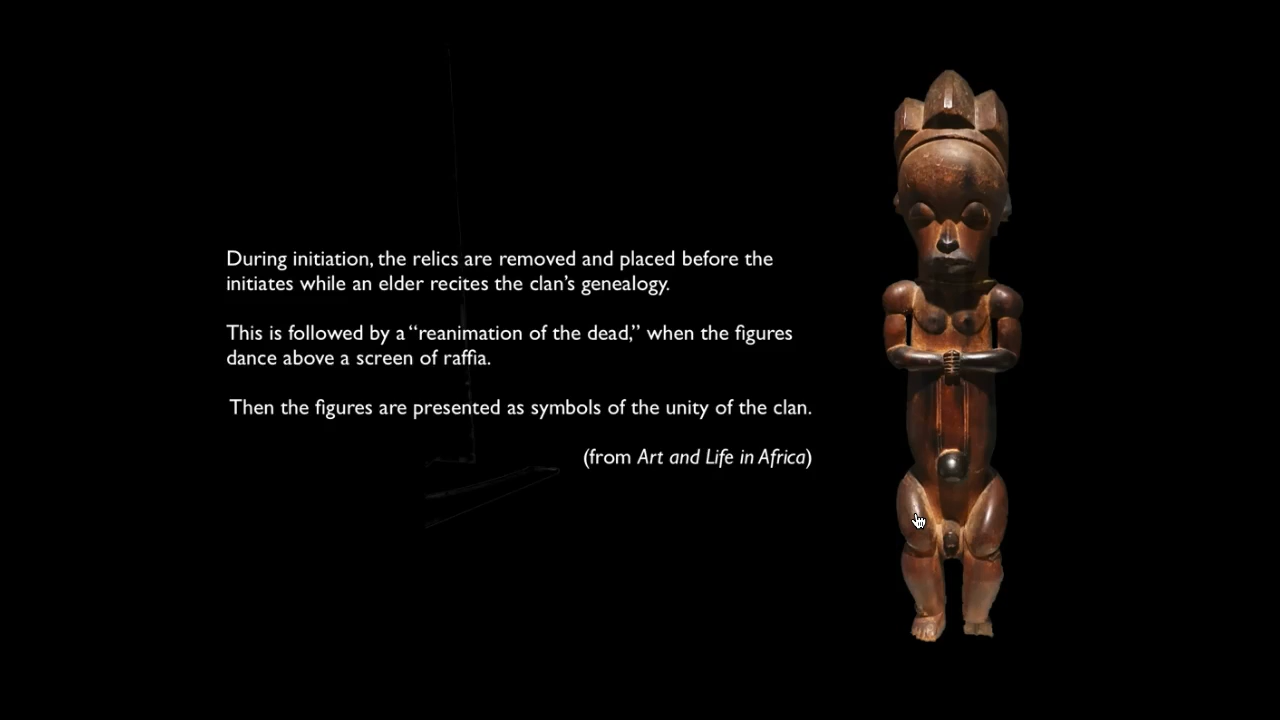 During initiation, the relics are removed and placed before the
initiates while an elder recites the clan’s genealogy.
This is followed by a “reanimation of the dead,” when the figures
dance above a screen of raffia.
Then the figures are presented as symbols of the unity of the clan.
(from Art and Life in Africa)